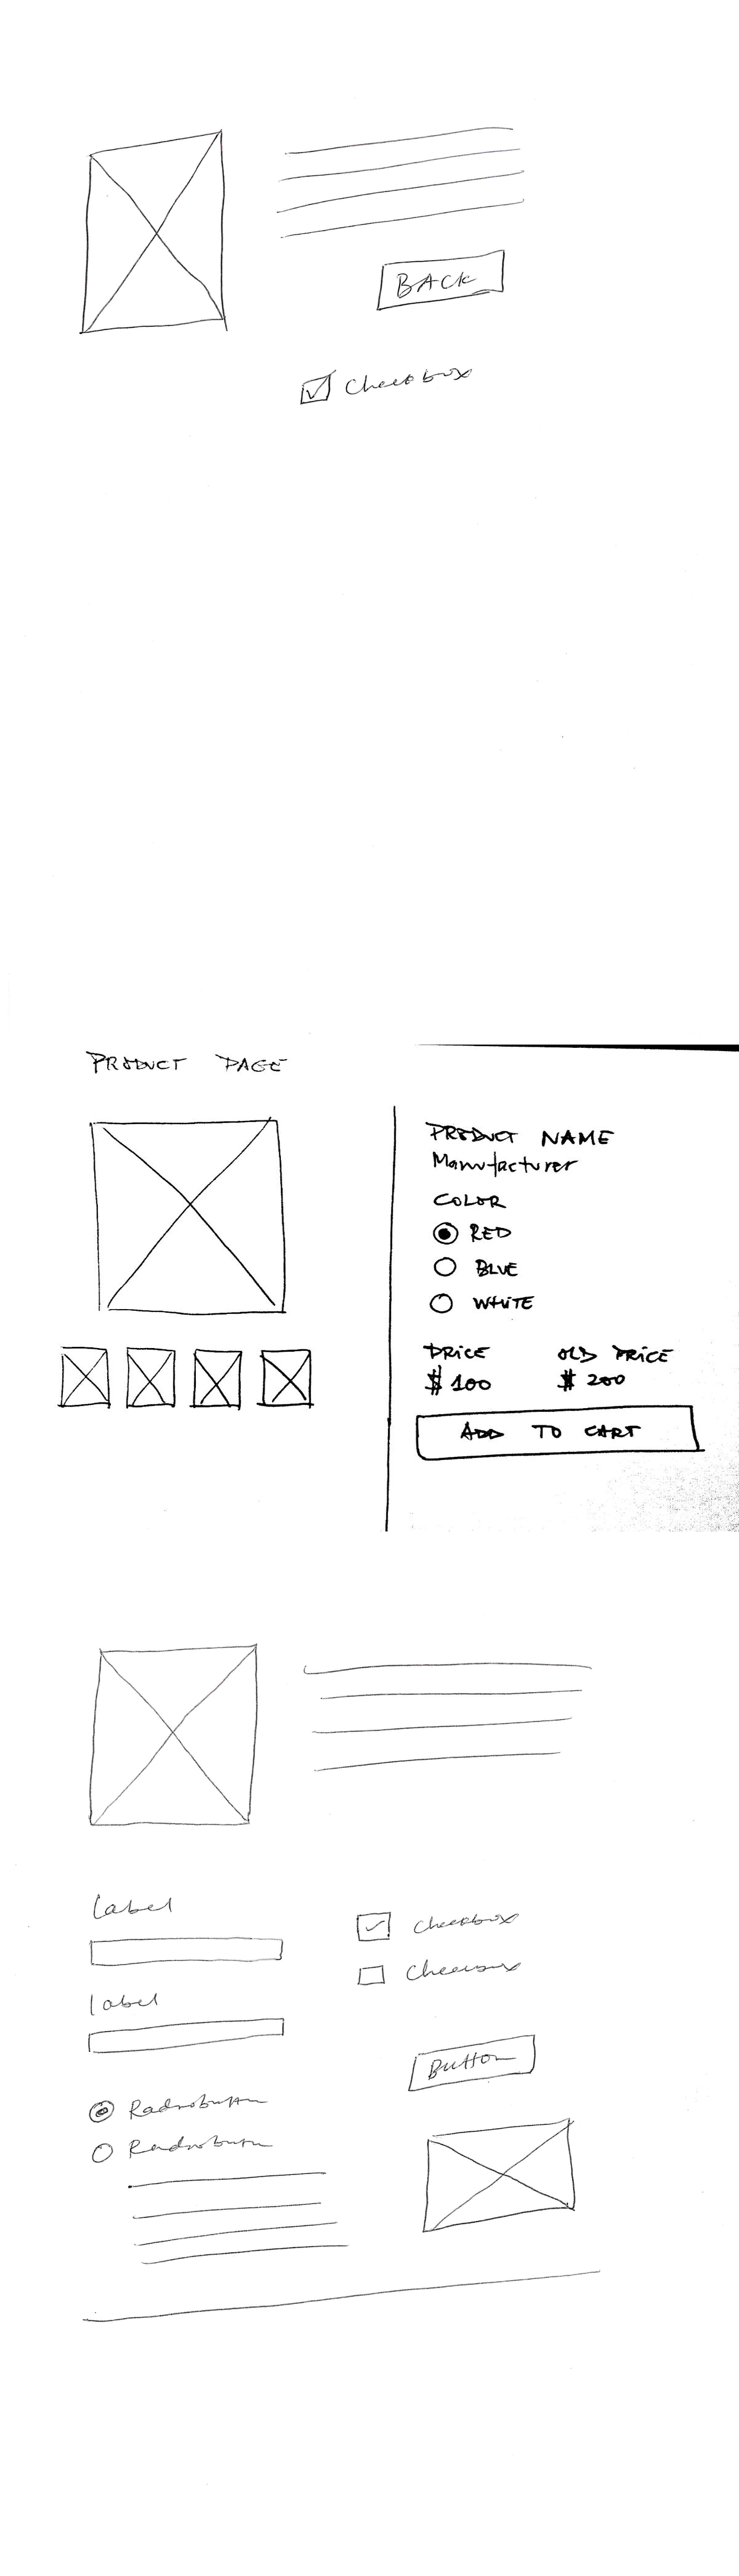 BACK
Checkbox
PRODUCT PAGE
PRODUCT NAME
Manufacturer
COLOR
RED
BLUE
WHITE
PRICE OLD PRICE
$ 100 $ 200
ADD TO CART
Label
Checkbox
Checkbox
label
Button
Radiobutton
Radiobutton